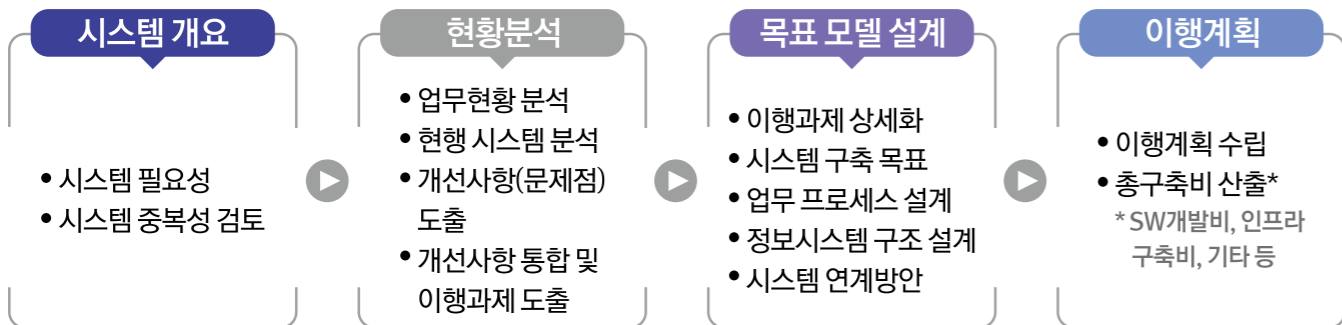 시스템 개요
• 시스템 필요성
• 시스템 중복성 검토
현황분석
• 업무현황 분석
• 현행 시스템 분석
• 개선사항(문제점)
도출
• 개선사항 통합 및
이행과제 도출
목표 모델 설계
• 이행과제 상세화
• 시스템 구축 목표
• 업무 프로세스 설계
• 정보시스템 구조 설계
• 시스템 연계방안
이행계획
• 이행계획 수립
• 총구축비 산출*
* SW개발비, 인프라
구축비, 기타 등